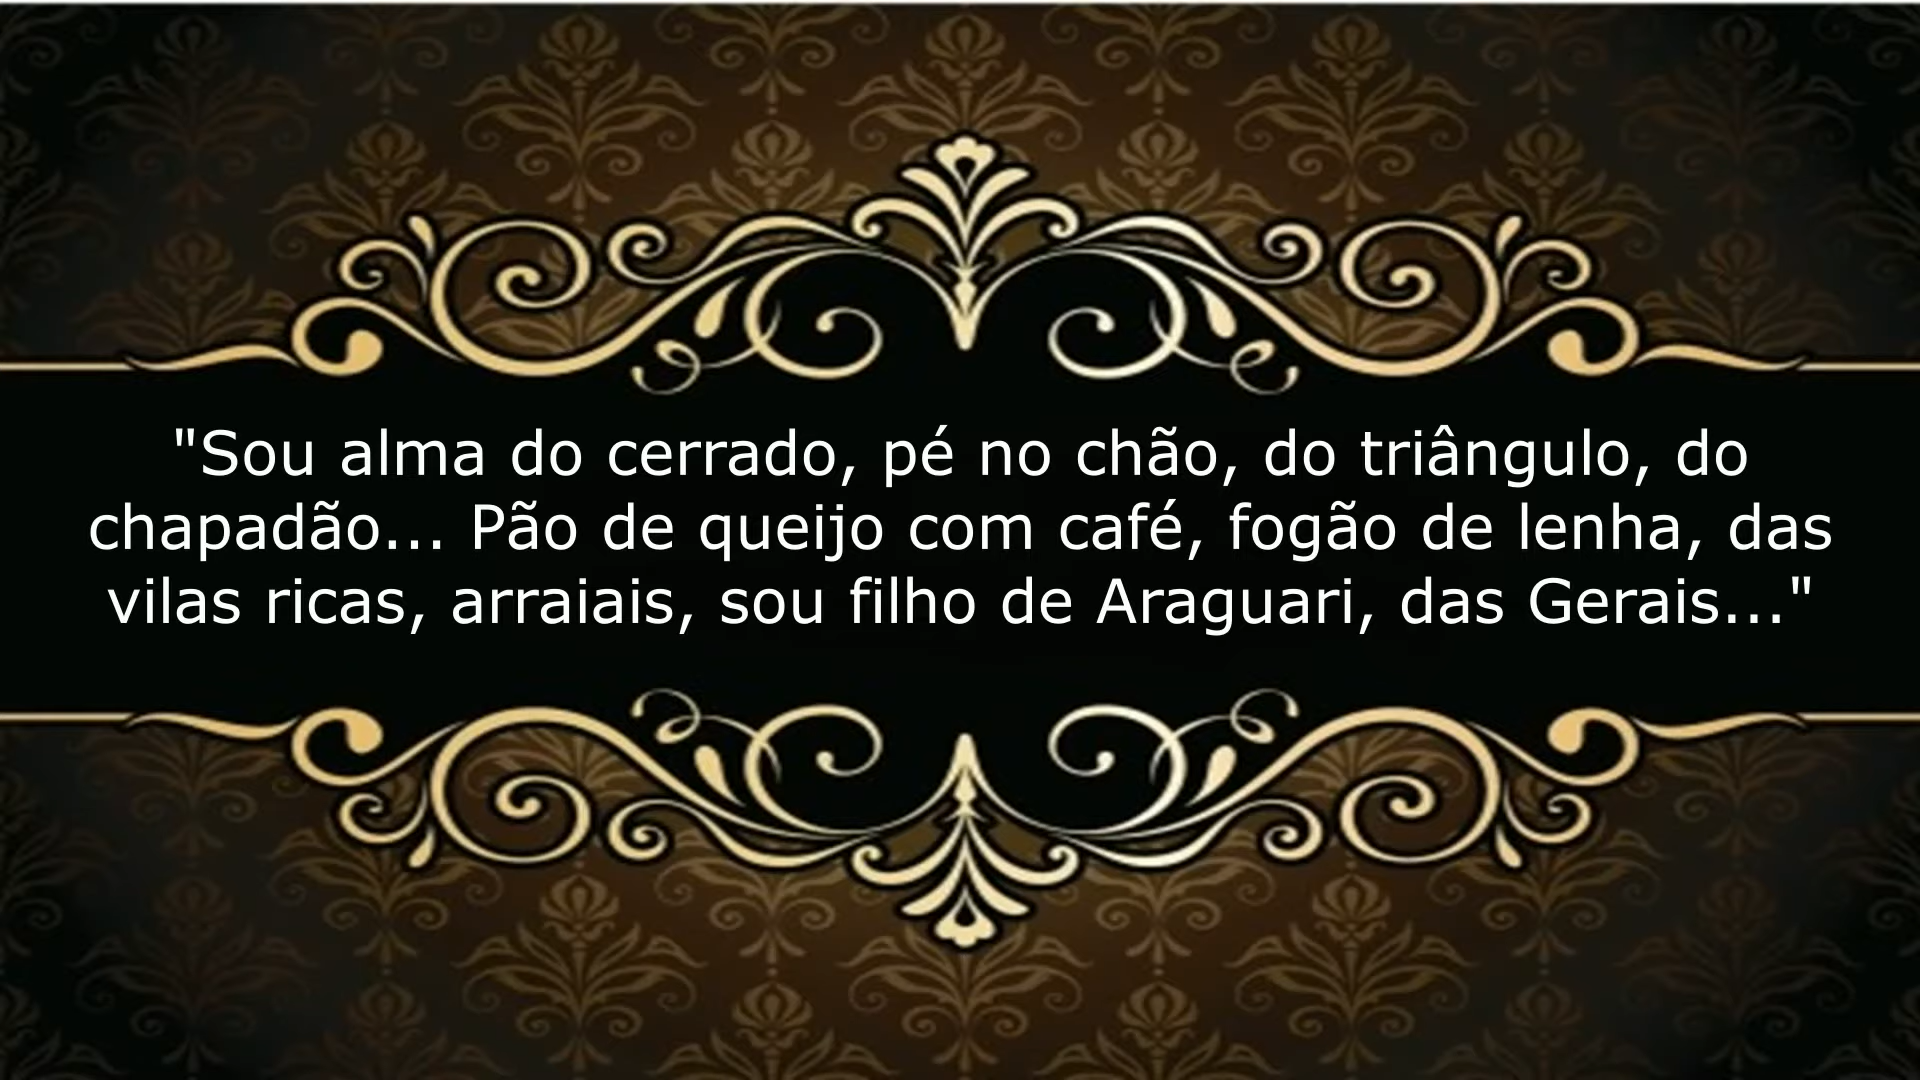 "Sou alma do cerrado, pé no chão, do triângulo, do
chapadão... Pão de queijo com café, fogão de lenha, das
vilas ricas, arraiais, sou filho de Araguari, das Gerais..."